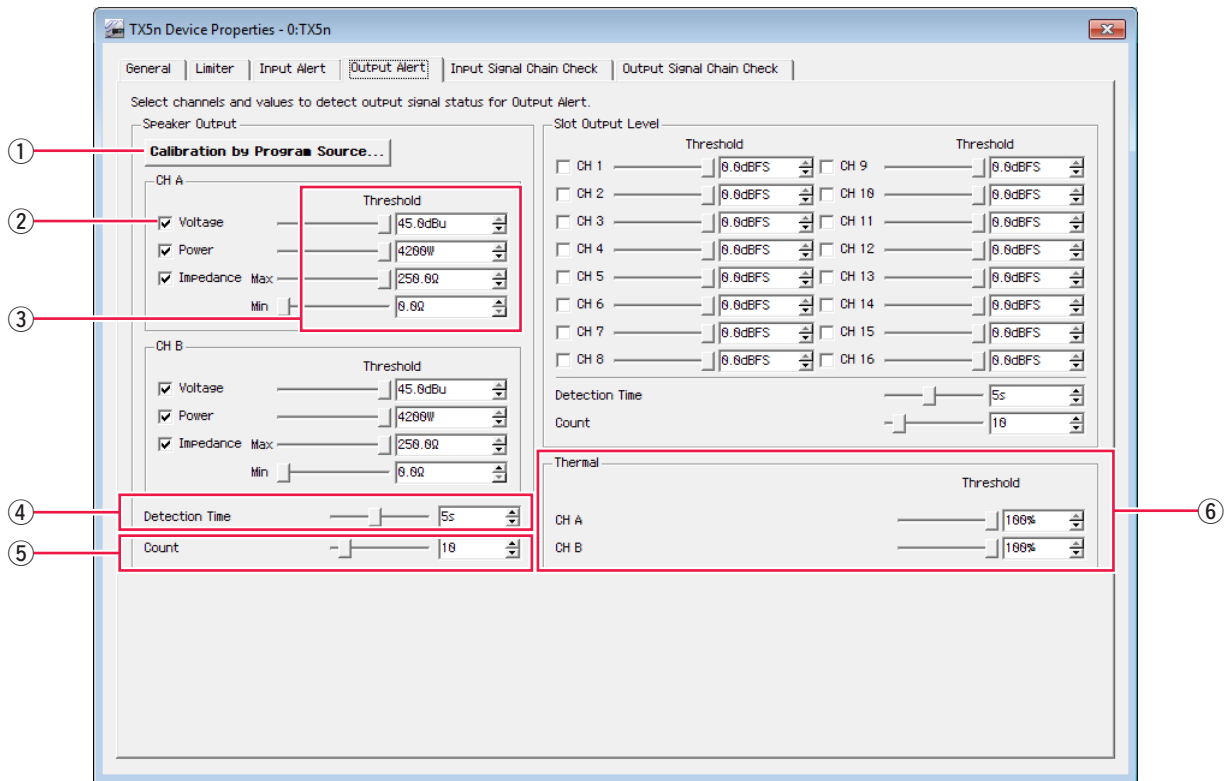 TX5n Device Properties - 0:TX5n
General Limiter Input Alert Output Alert Input Signal Chain Check Output Signal Chain Check
Select channels and values to detect output signal status for Output Alert.
Speaker Output
① Calibration by Program Source...
CH A
Threshold
② Voltage 45.0dBu
Power 4200W
Impedance Max 250.0Ω
③ Min 0.0Ω
CH B
Threshold
Voltage 45.0dBu
Power 4200W
Impedance Max 250.0Ω
Min 0.0Ω
④ Detection Time 5s
⑤ Count 10
Slot Output Level
Threshold Threshold
CH 1 0.0dBFS CH 9 0.0dBFS
CH 2 0.0dBFS CH 10 0.0dBFS
CH 3 0.0dBFS CH 11 0.0dBFS
CH 4 0.0dBFS CH 12 0.0dBFS
CH 5 0.0dBFS CH 13 0.0dBFS
CH 6 0.0dBFS CH 14 0.0dBFS
CH 7 0.0dBFS CH 15 0.0dBFS
CH 8 0.0dBFS CH 16 0.0dBFS
Detection Time 5s
Count 10
Thermal
Threshold
⑥
CH A 100%
CH B 100%